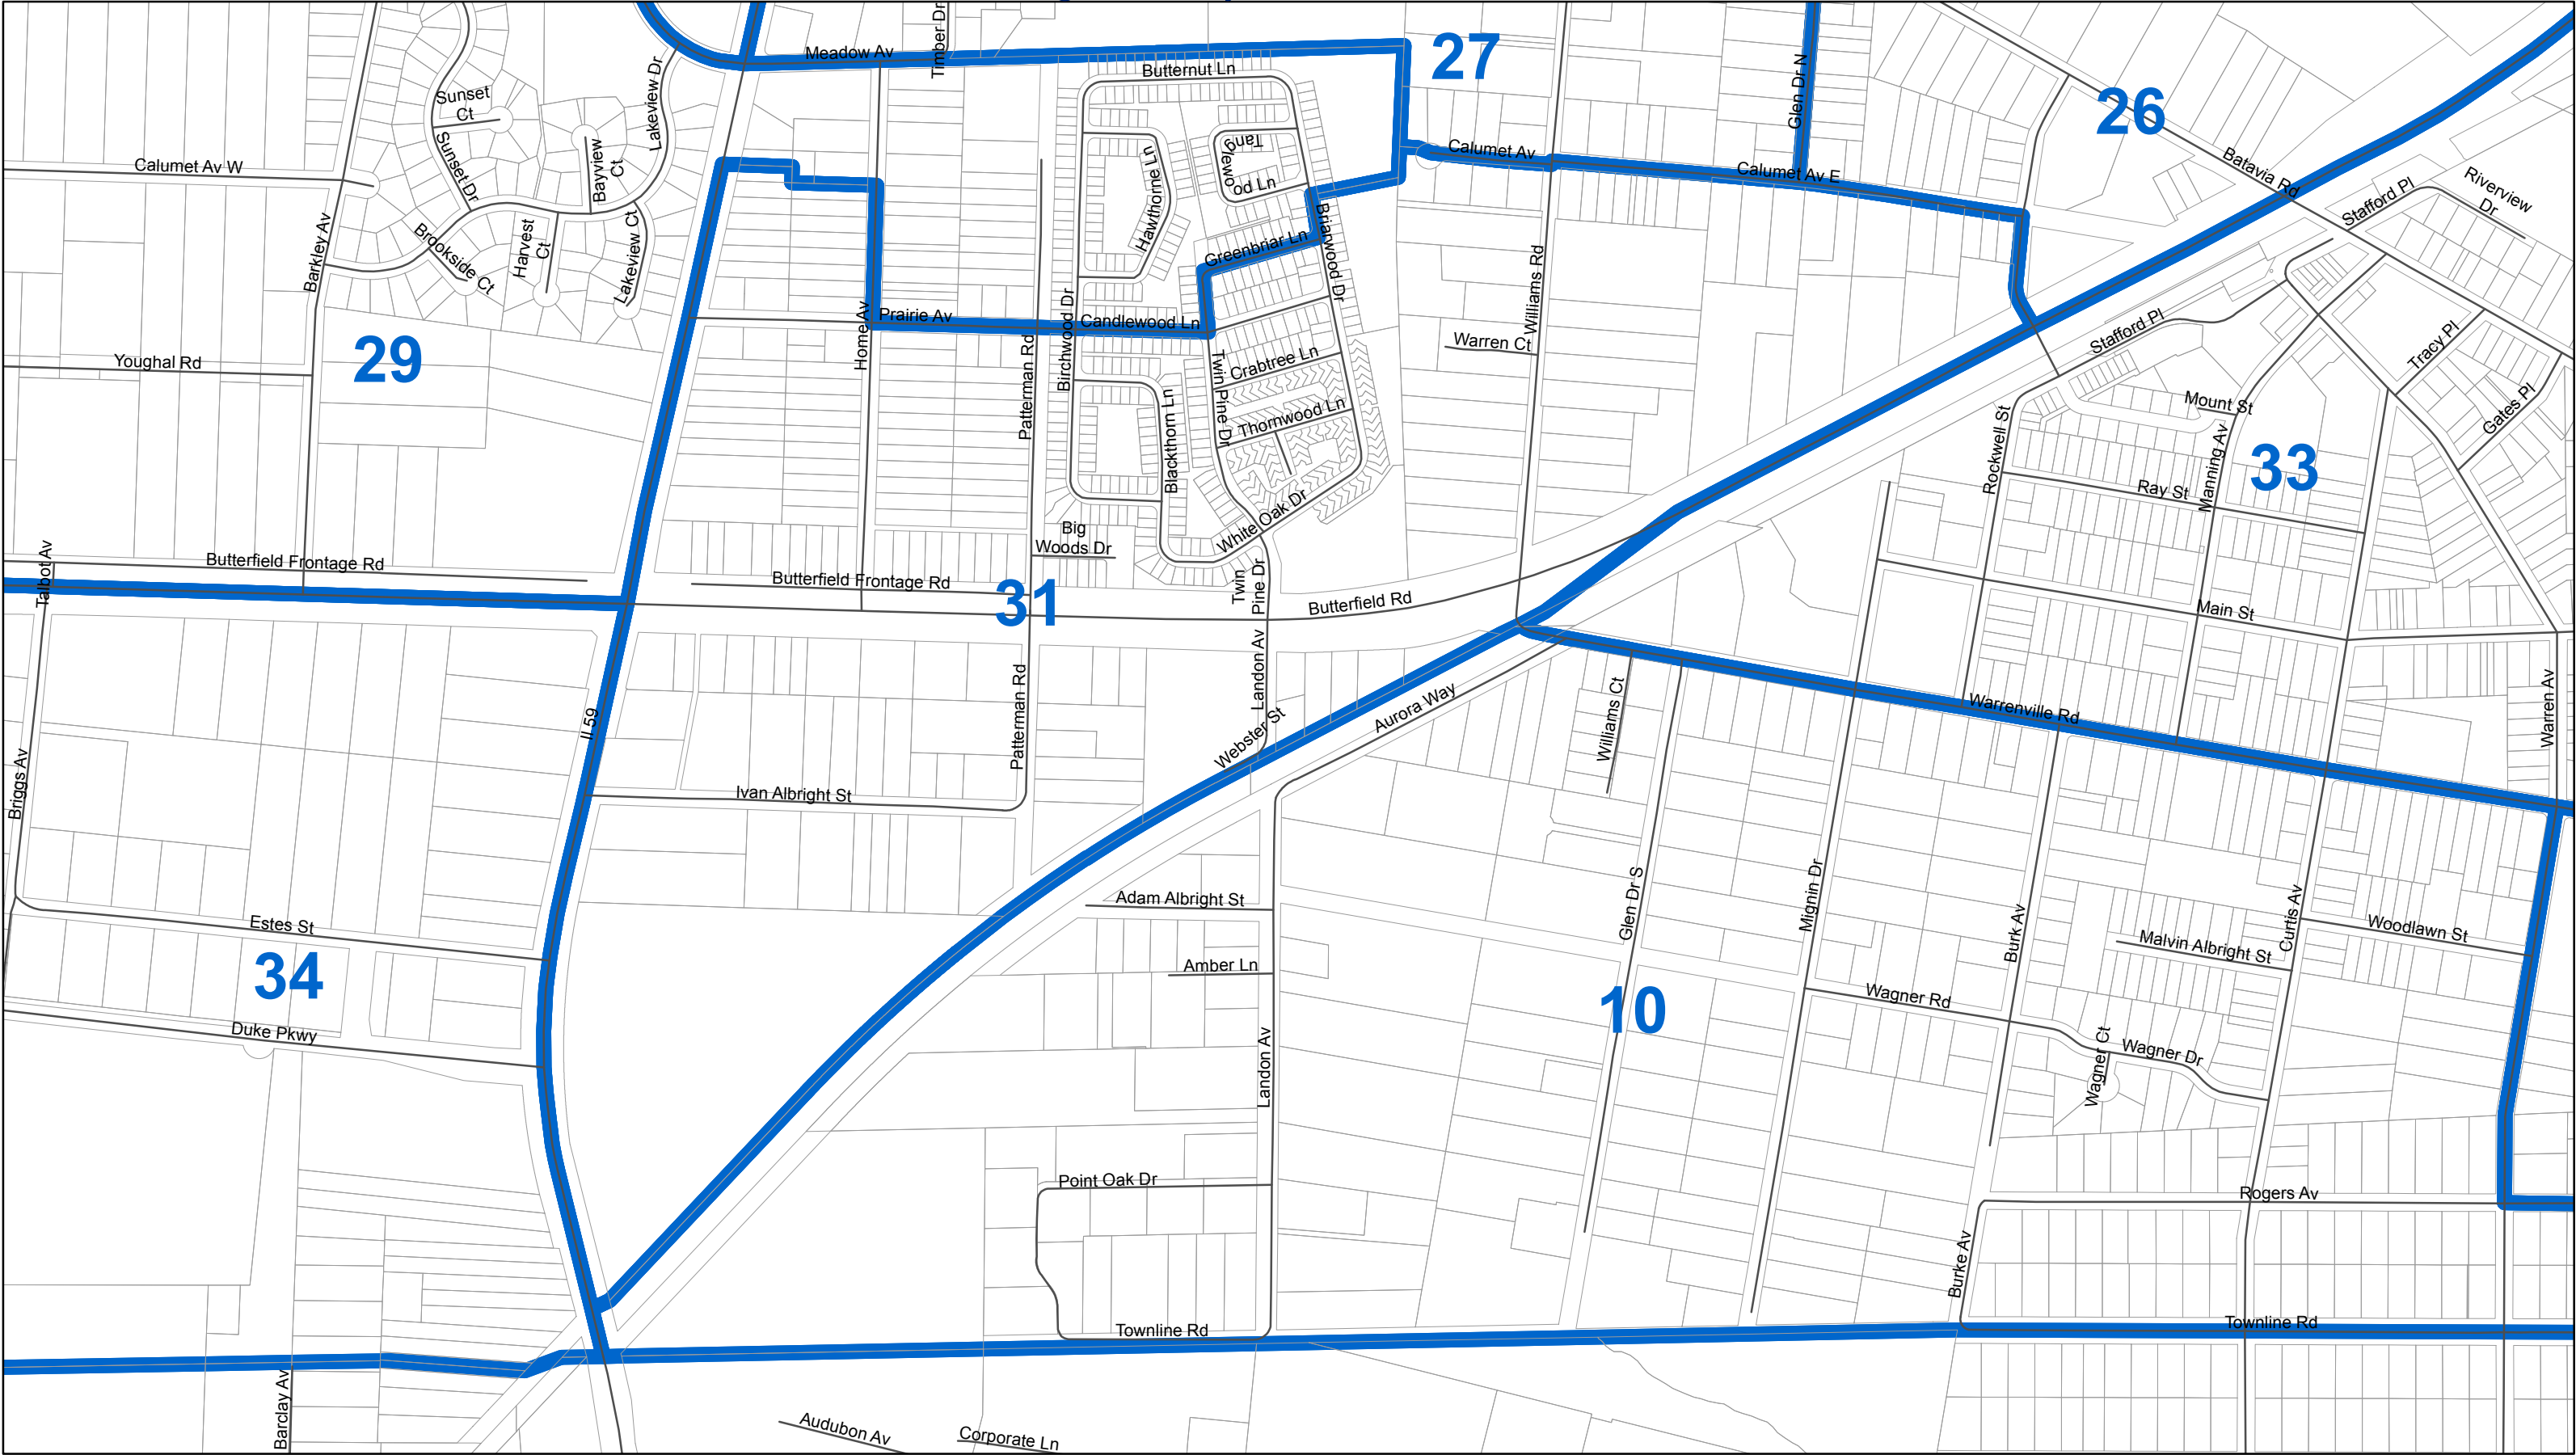 Meadow Av
Timber Dr
27
Glen Dr N
26
Butternut Ln
Lakeview Dr
Sunset
Ct
Sunset Dr
Bayview
Ct
Calumet Av W
Tang
lewo
od Ln
Hawthorne Ln
Calumet Av
Calumet Av E
Batavia Rd
Stafford Pl
Riverview
Dr
Barkley Av
Brookside Ct
Harvest
Ct
Lakeview Ct
Greenbriar Ln
Briarwood Dr
Williams Rd
Home Av
Prairie Av
Birchwood Dr
Candlewood Ln
Patterman Rd
29
Youghal Rd
Twin Pine Dr
Crabtree Ln
Warren Ct
Stafford Pl
Tracy Pl
Gates Pl
Mount St
Manning Av
33
Rockwell St
Ray St
Blackthorn Ln
Thornwood Ln
White Oak Dr
Big
Woods Dr
Talbot Av
Butterfield Frontage Rd
Butterfield Frontage Rd
31
Twin
Pine Dr
Butterfield Rd
Main St
Landon Av
Patterman Rd
Il 59
Webster St
Aurora Way
Williams Ct
Warrenville Rd
Warren Av
Briggs Av
Ivan Albright St
Adam Albright St
Glen Dr S
Mignin Dr
Burk Av
Curtis Av
Woodlawn St
Malvin Albright St
Estes St
34
Amber Ln
10
Wagner Rd
Wagner Ct
Wagner Dr
Duke Pkwy
Landon Av
Point Oak Dr
Rogers Av
Burke Av
Townline Rd
Townline Rd
Barclay Av
Audubon Av
Corporate Ln